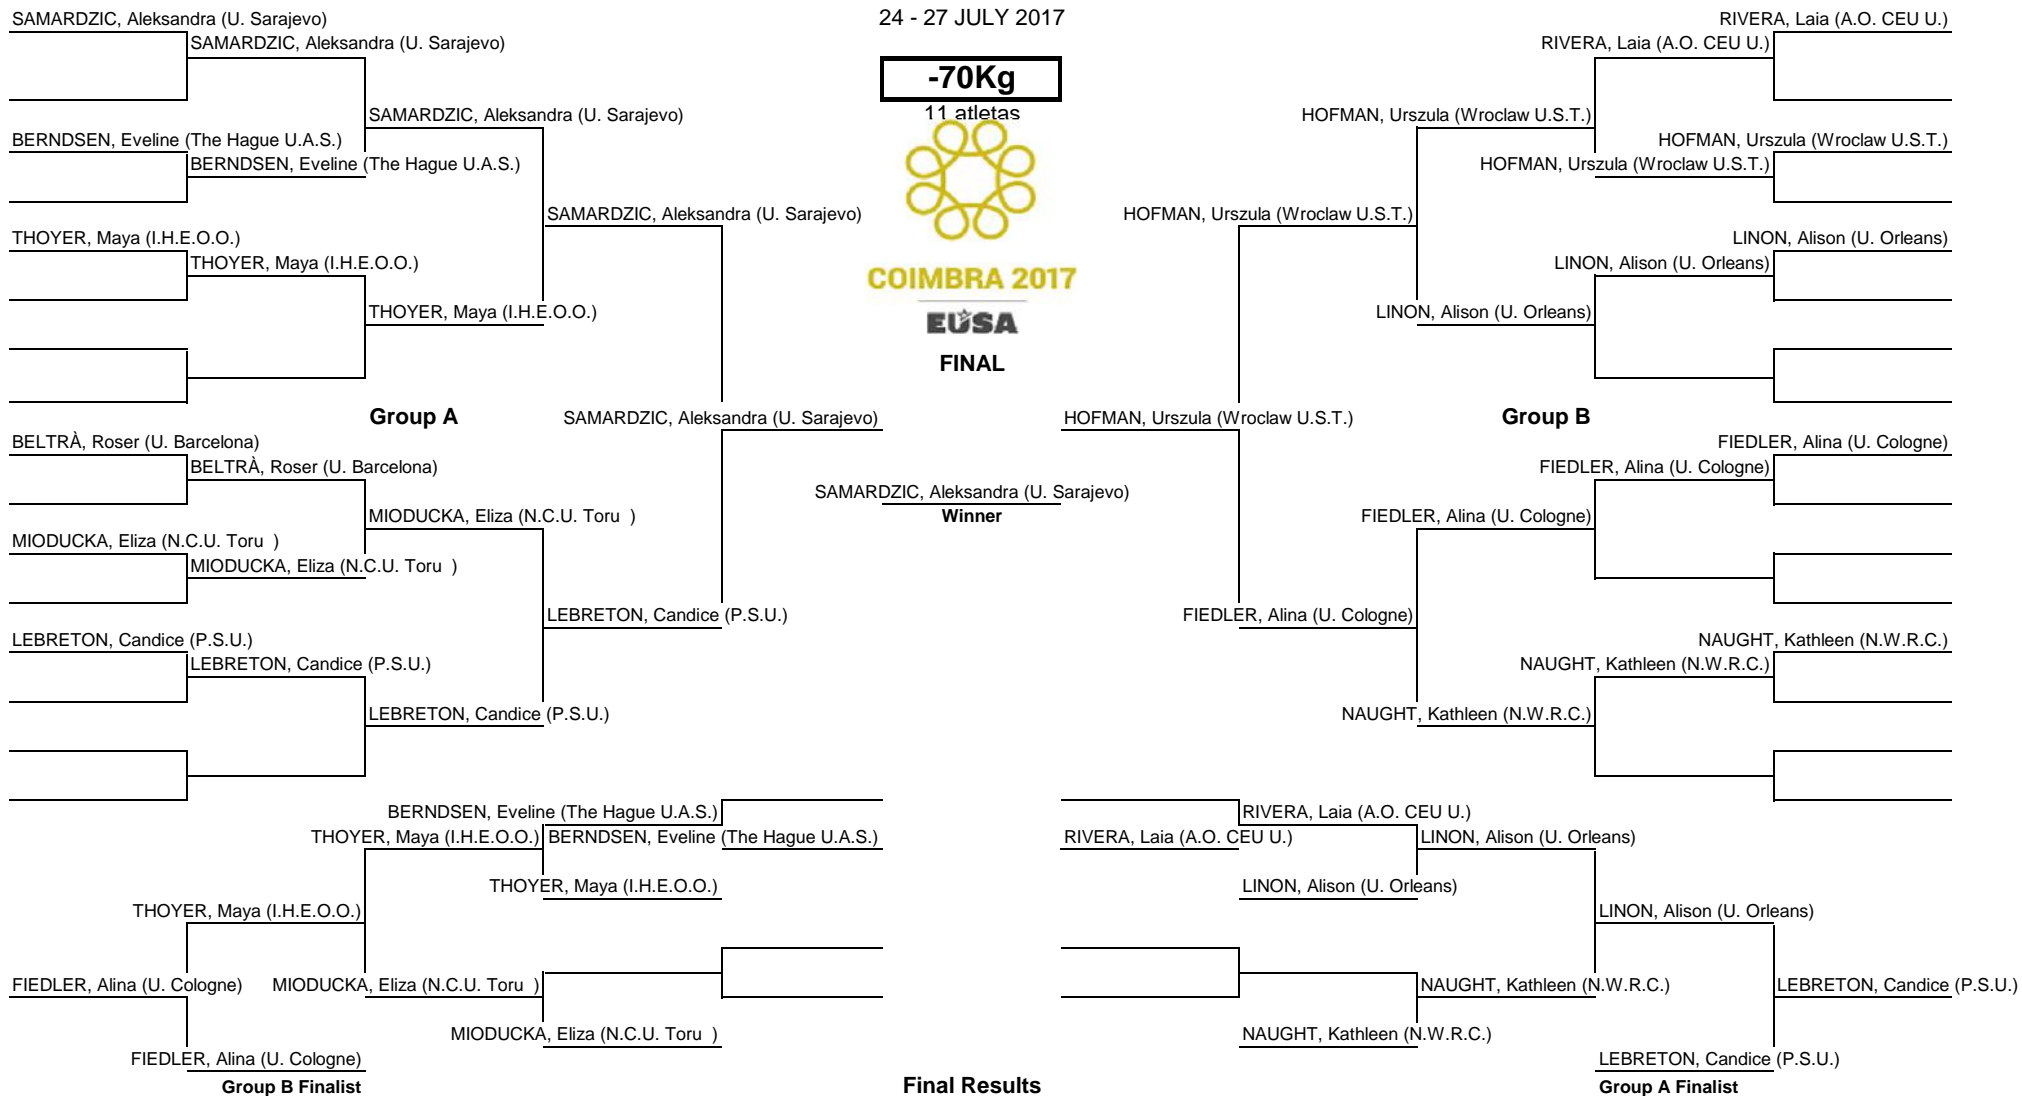 24 - 27 JULY 2017
-70Kg
11 atletas
COIMBRA 2017
EUSA
FINAL
SAMARDZIC, Aleksandra (U. Sarajevo)
SAMARDZIC, Aleksandra (U. Sarajevo)
SAMARDZIC, Aleksandra (U. Sarajevo)
BERNDSEN, Eveline (The Hague U.A.S.)
BERNDSEN, Eveline (The Hague U.A.S.)
SAMARDZIC, Aleksandra (U. Sarajevo)
THOYER, Maya (I.H.E.O.O.)
THOYER, Maya (I.H.E.O.O.)
THOYER, Maya (I.H.E.O.O.)
Group A
SAMARDZIC, Aleksandra (U. Sarajevo)
BELTRÀ, Roser (U. Barcelona)
BELTRÀ, Roser (U. Barcelona)
MIODUCKA, Eliza (N.C.U. Toru )
MIODUCKA, Eliza (N.C.U. Toru )
MIODUCKA, Eliza (N.C.U. Toru )
LEBRETON, Candice (P.S.U.)
LEBRETON, Candice (P.S.U.)
LEBRETON, Candice (P.S.U.)
LEBRETON, Candice (P.S.U.)
SAMARDZIC, Aleksandra (U. Sarajevo)
Winner
RIVERA, Laia (A.O. CEU U.)
RIVERA, Laia (A.O. CEU U.)
HOFMAN, Urszula (Wroclaw U.S.T.)
HOFMAN, Urszula (Wroclaw U.S.T.)
HOFMAN, Urszula (Wroclaw U.S.T.)
HOFMAN, Urszula (Wroclaw U.S.T.)
LINON, Alison (U. Orleans)
LINON, Alison (U. Orleans)
LINON, Alison (U. Orleans)
HOFMAN, Urszula (Wroclaw U.S.T.)
Group B
FIEDLER, Alina (U. Cologne)
FIEDLER, Alina (U. Cologne)
FIEDLER, Alina (U. Cologne)
FIEDLER, Alina (U. Cologne)
NAUGHT, Kathleen (N.W.R.C.)
NAUGHT, Kathleen (N.W.R.C.)
NAUGHT, Kathleen (N.W.R.C.)
BERNDSEN, Eveline (The Hague U.A.S.)
THOYER, Maya (I.H.E.O.O.)
BERNDSEN, Eveline (The Hague U.A.S.)
THOYER, Maya (I.H.E.O.O.)
THOYER, Maya (I.H.E.O.O.)
FIEDLER, Alina (U. Cologne)
MIODUCKA, Eliza (N.C.U. Toru )
MIODUCKA, Eliza (N.C.U. Toru )
FIEDLER, Alina (U. Cologne)
Group B Finalist
RIVERA, Laia (A.O. CEU U.)
RIVERA, Laia (A.O. CEU U.)
LINON, Alison (U. Orleans)
LINON, Alison (U. Orleans)
LINON, Alison (U. Orleans)
NAUGHT, Kathleen (N.W.R.C.)
LEBRETON, Candice (P.S.U.)
NAUGHT, Kathleen (N.W.R.C.)
LEBRETON, Candice (P.S.U.)
Group A Finalist
Final Results